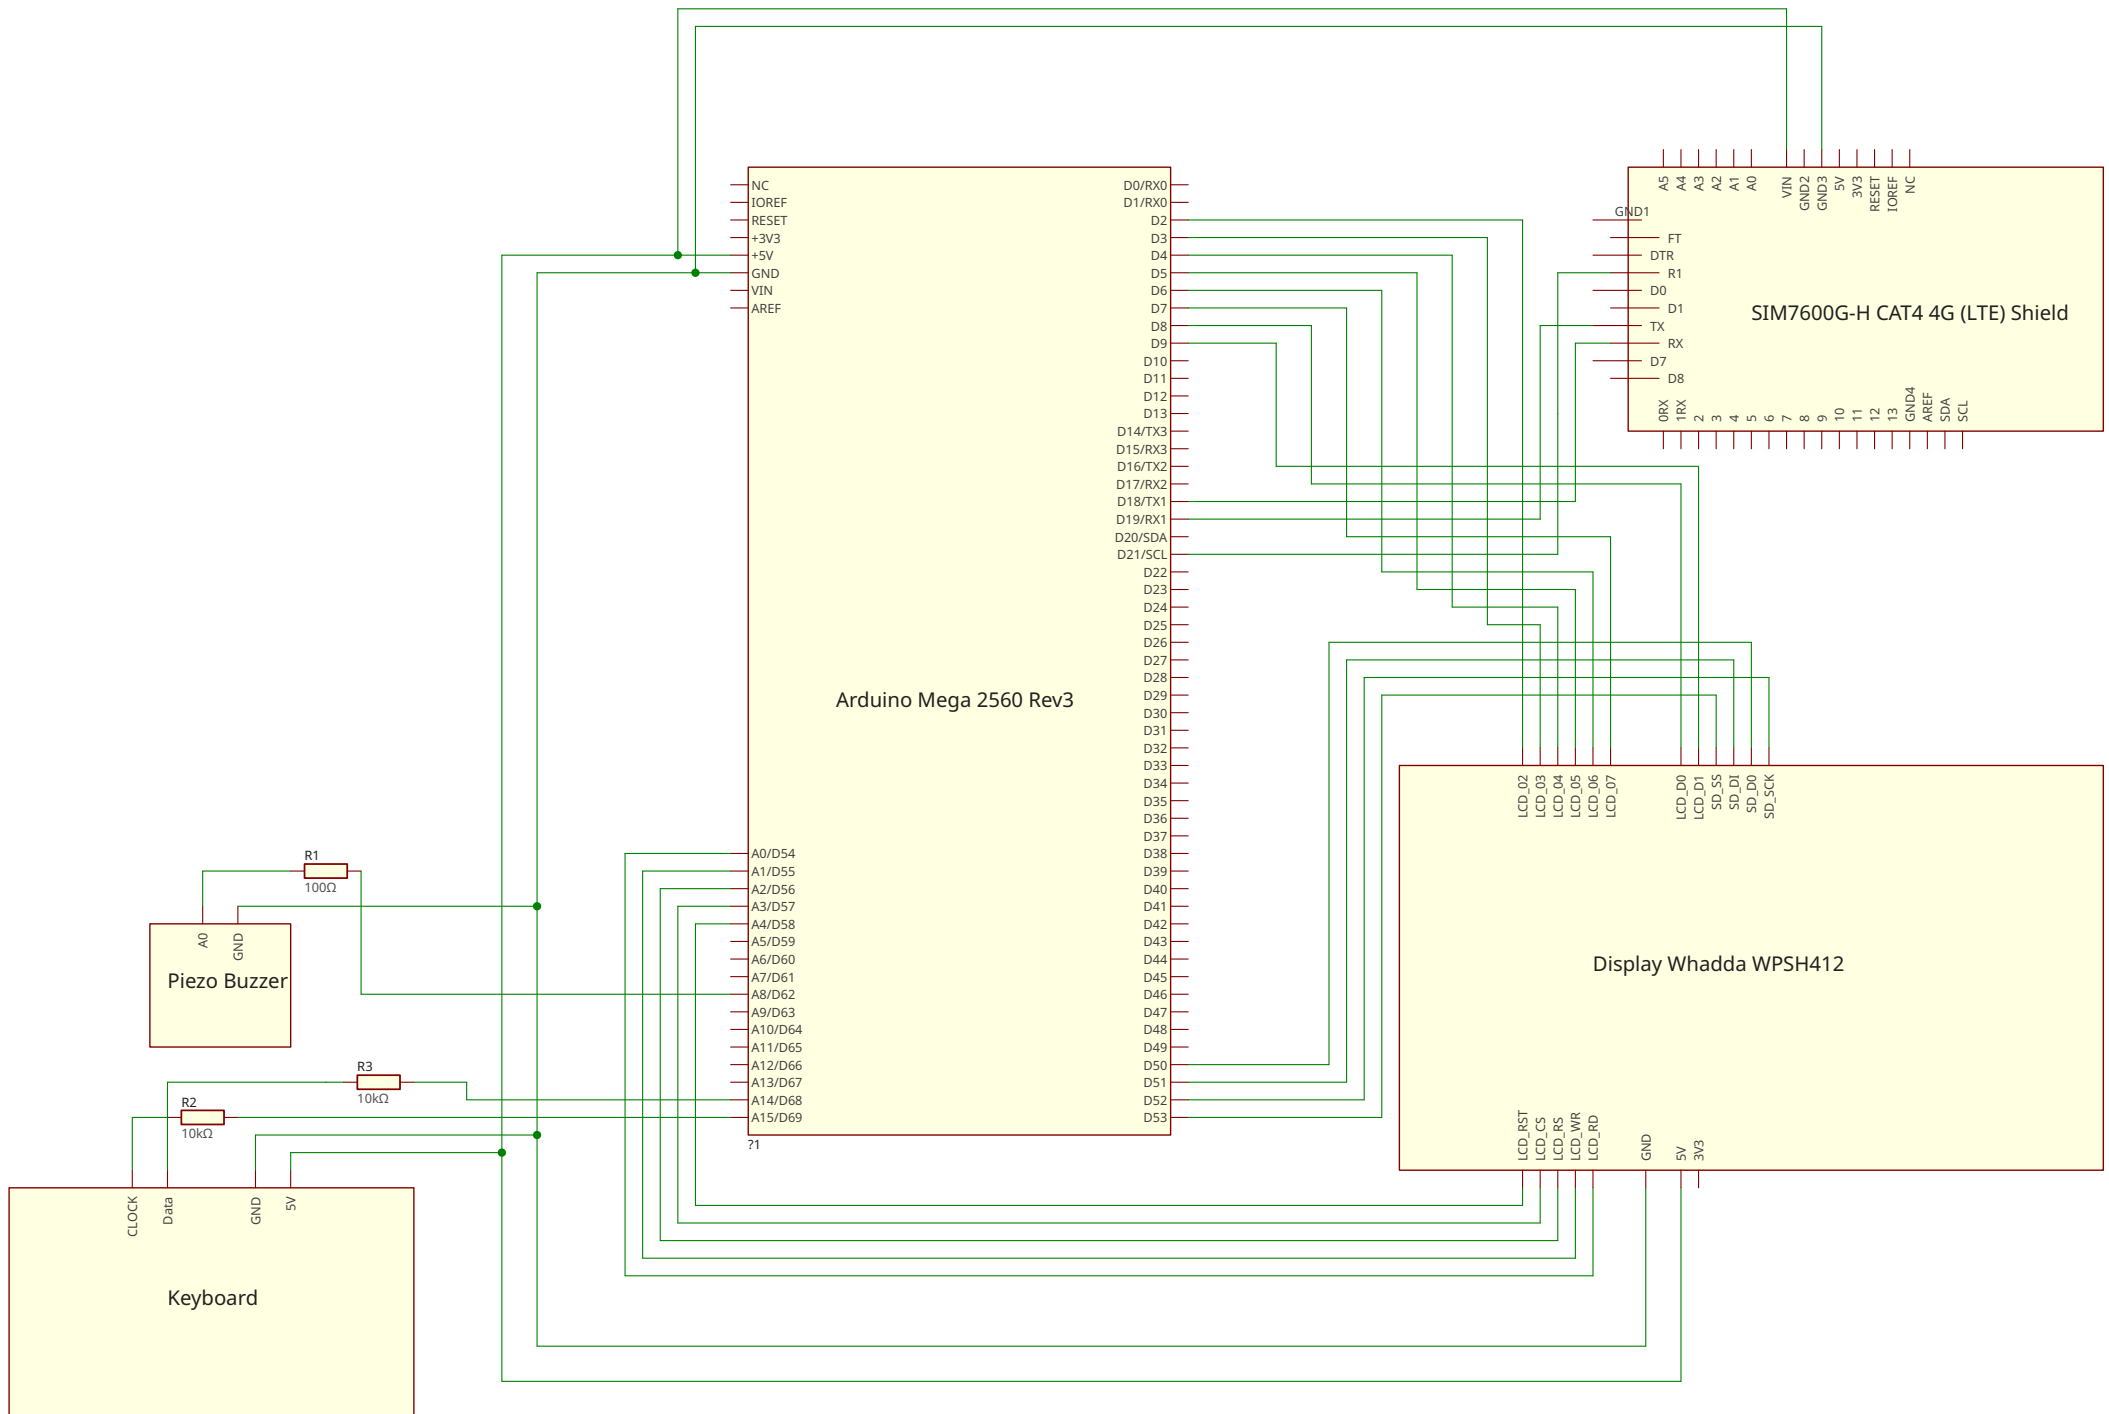 NC
IOREF
RESET
+3V3
+5V
GND
VIN
AREF
D0/RX0
D1/RX0
D2
D3
D4
D5
D6
D7
D8
D9
D10
D11
D12
D13
D14/TX3
D15/RX3
D16/TX2
D17/RX2
D18/TX1
D19/RX1
D20/SDA
D21/SCL
D22
D23
D24
D25
D26
D27
D28
D29
D30
D31
D32
D33
D34
D35
D36
D37
D38
D39
D40
D41
D42
D43
D44
D45
D46
D47
D48
D49
D50
D51
D52
D53
Arduino Mega 2560 Rev3
A0/D54
A1/D55
A2/D56
A3/D57
A4/D58
A5/D59
A6/D60
A7/D61
A8/D62
A9/D63
A10/D64
A11/D65
A12/D66
A13/D67
A14/D68
A15/D69
?1
A5
A4
A3
A2
A1
A0
VIN
GND2
GND3
5V
3V3
RESET
IOREF
NC
GND1
FT
DTR
R1
D0
D1
TX
RX
D7
D8
SIM7600G-H CAT4 4G (LTE) Shield
0RX
1RX
2
3
4
5
6
7
8
9
10
11
12
13
GND4
AREF
SDA
SCL
LCD_02
LCD_03
LCD_04
LCD_05
LCD_06
LCD_07
LCD_D0
LCD_D1
SD_SS
SD_DI
SD_D0
SD_SCK
Display Whadda WPSH412
LCD_RST
LCD_CS
LCD_RS
LCD_WR
LCD_RD
GND
5V
3V3
R1
100Ω
A0
GND
Piezo Buzzer
R3
10kΩ
R2
10kΩ
CLOCK
Data
GND
5V
Keyboard